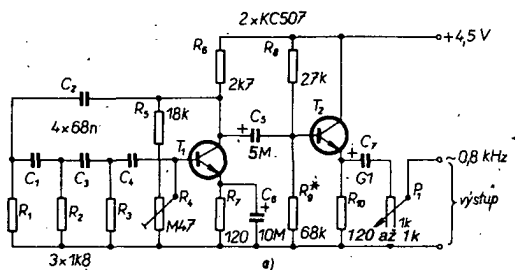 2×KC507
+4,5 V
R6
2k7
R8
27k
C2
4×68n
R5
18k
T1
C5
+
5M
T2
+
C7
G1
~0,8 kHz
C1
C3
C4
R1
R2
R3
R4
M47
R7
120
C6
+
10M
R9*
68k
R10
120 až 1k
1k
P1
výstup
3×1k8
a)